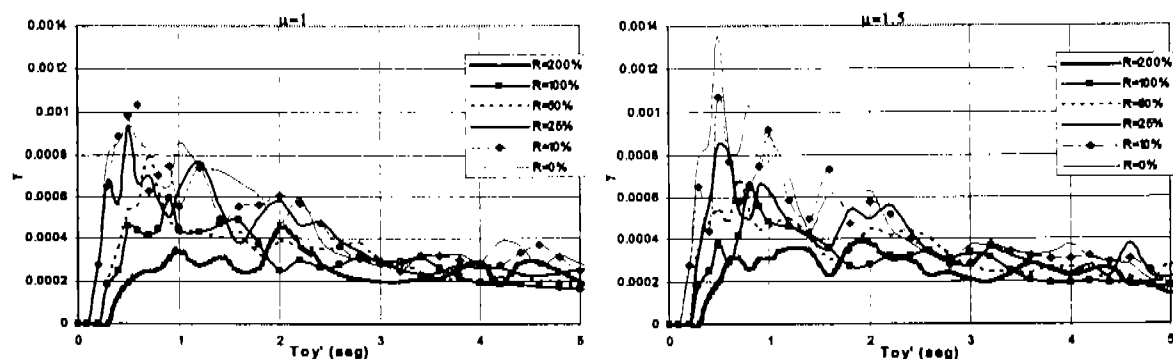 μ=1
0.0014
0.0012
0.001
0.0008
0.0006
0.0004
0.0002
0
γ
R=200%
R=100%
R=50%
R=25%
R=10%
R=0%
0 1 2 3 4 5
Toy' (seg)
μ=1.5
0.0014
0.0012
0.001
0.0008
0.0006
0.0004
0.0002
0
γ
R=200%
R=100%
R=50%
R=25%
R=10%
R=0%
0 1 2 3 4 5
Toy' (seg)